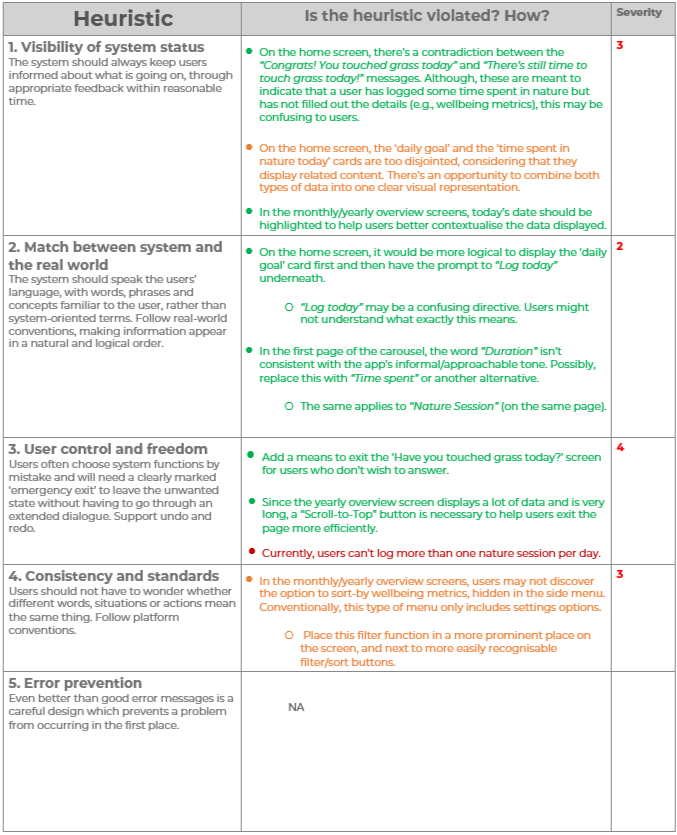 Heuristic
Is the heuristic violated? How?
Severity
1. Visibility of system status
The system should always keep users
informed about what is going on, through
appropriate feedback within reasonable
time.
• On the home screen, there's a contradiction between the
"Congrats! You touched grass today" and "There's still time to
touch grass today!" messages. Although, these are meant to
indicate that a user has logged some time spent in nature but
has not filled out the details (e.g., wellbeing metrics), this may be
confusing to users.
• On the home screen, the 'daily goal' and the 'time spent in
nature today' cards are too disjointed, considering that they
display related content. There's an opportunity to combine both
types of data into one clear visual representation.
• In the monthly/yearly overview screens, today's date should be
highlighted to help users better contextualise the data displayed.
3
2. Match between system and
the real world
The system should speak the users'
language, with words, phrases and
concepts familiar to the user, rather than
system-oriented terms. Follow real-world
conventions, making information appear
in a natural and logical order.
• On the home screen, it would be more logical to display the 'daily
goal' card first and then have the prompt to "Log today"
underneath.
○ "Log today" may be a confusing directive. Users might
not understand what exactly this means.
• In the first page of the carousel, the word "Duration" isn't
consistent with the app's informal/approachable tone. Possibly,
replace this with "Time spent" or another alternative.
○ The same applies to "Nature Session" (on the same page).
2
3. User control and freedom
Users often choose system functions by
mistake and will need a clearly marked
'emergency exit' to leave the unwanted
state without having to go through an
extended dialogue. Support undo and
redo.
• Add a means to exit the 'Have you touched grass today?' screen
for users who don't wish to answer.
• Since the yearly overview screen displays a lot of data and is very
long, a "Scroll-to-Top" button is necessary to help users exit the
page more efficiently.
• Currently, users can't log more than one nature session per day.
4
4. Consistency and standards
Users should not have to wonder whether
different words, situations or actions mean
the same thing. Follow platform
conventions.
• In the monthly/yearly overview screens, users may not discover
the option to sort-by wellbeing metrics, hidden in the side menu.
Conventionally, this type of menu only includes settings options.
○ Place this filter function in a more prominent place on
the screen, and next to more easily recognisable
filter/sort buttons.
3
5. Error prevention
Even better than good error messages is a
careful design which prevents a problem
from occurring in the first place.
NA